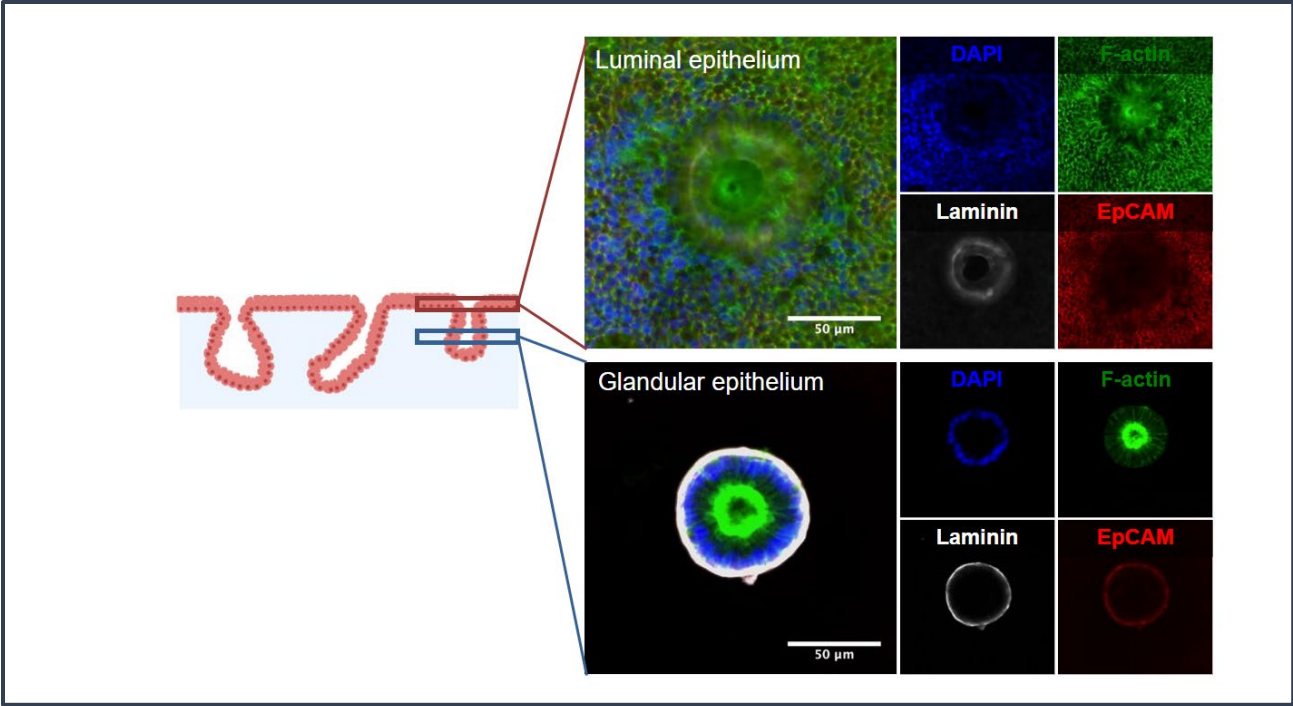 Luminal epithelium
50 µm
DAPI
F-actin
Laminin
EpCAM
Glandular epithelium
50 µm
DAPI
F-actin
Laminin
EpCAM